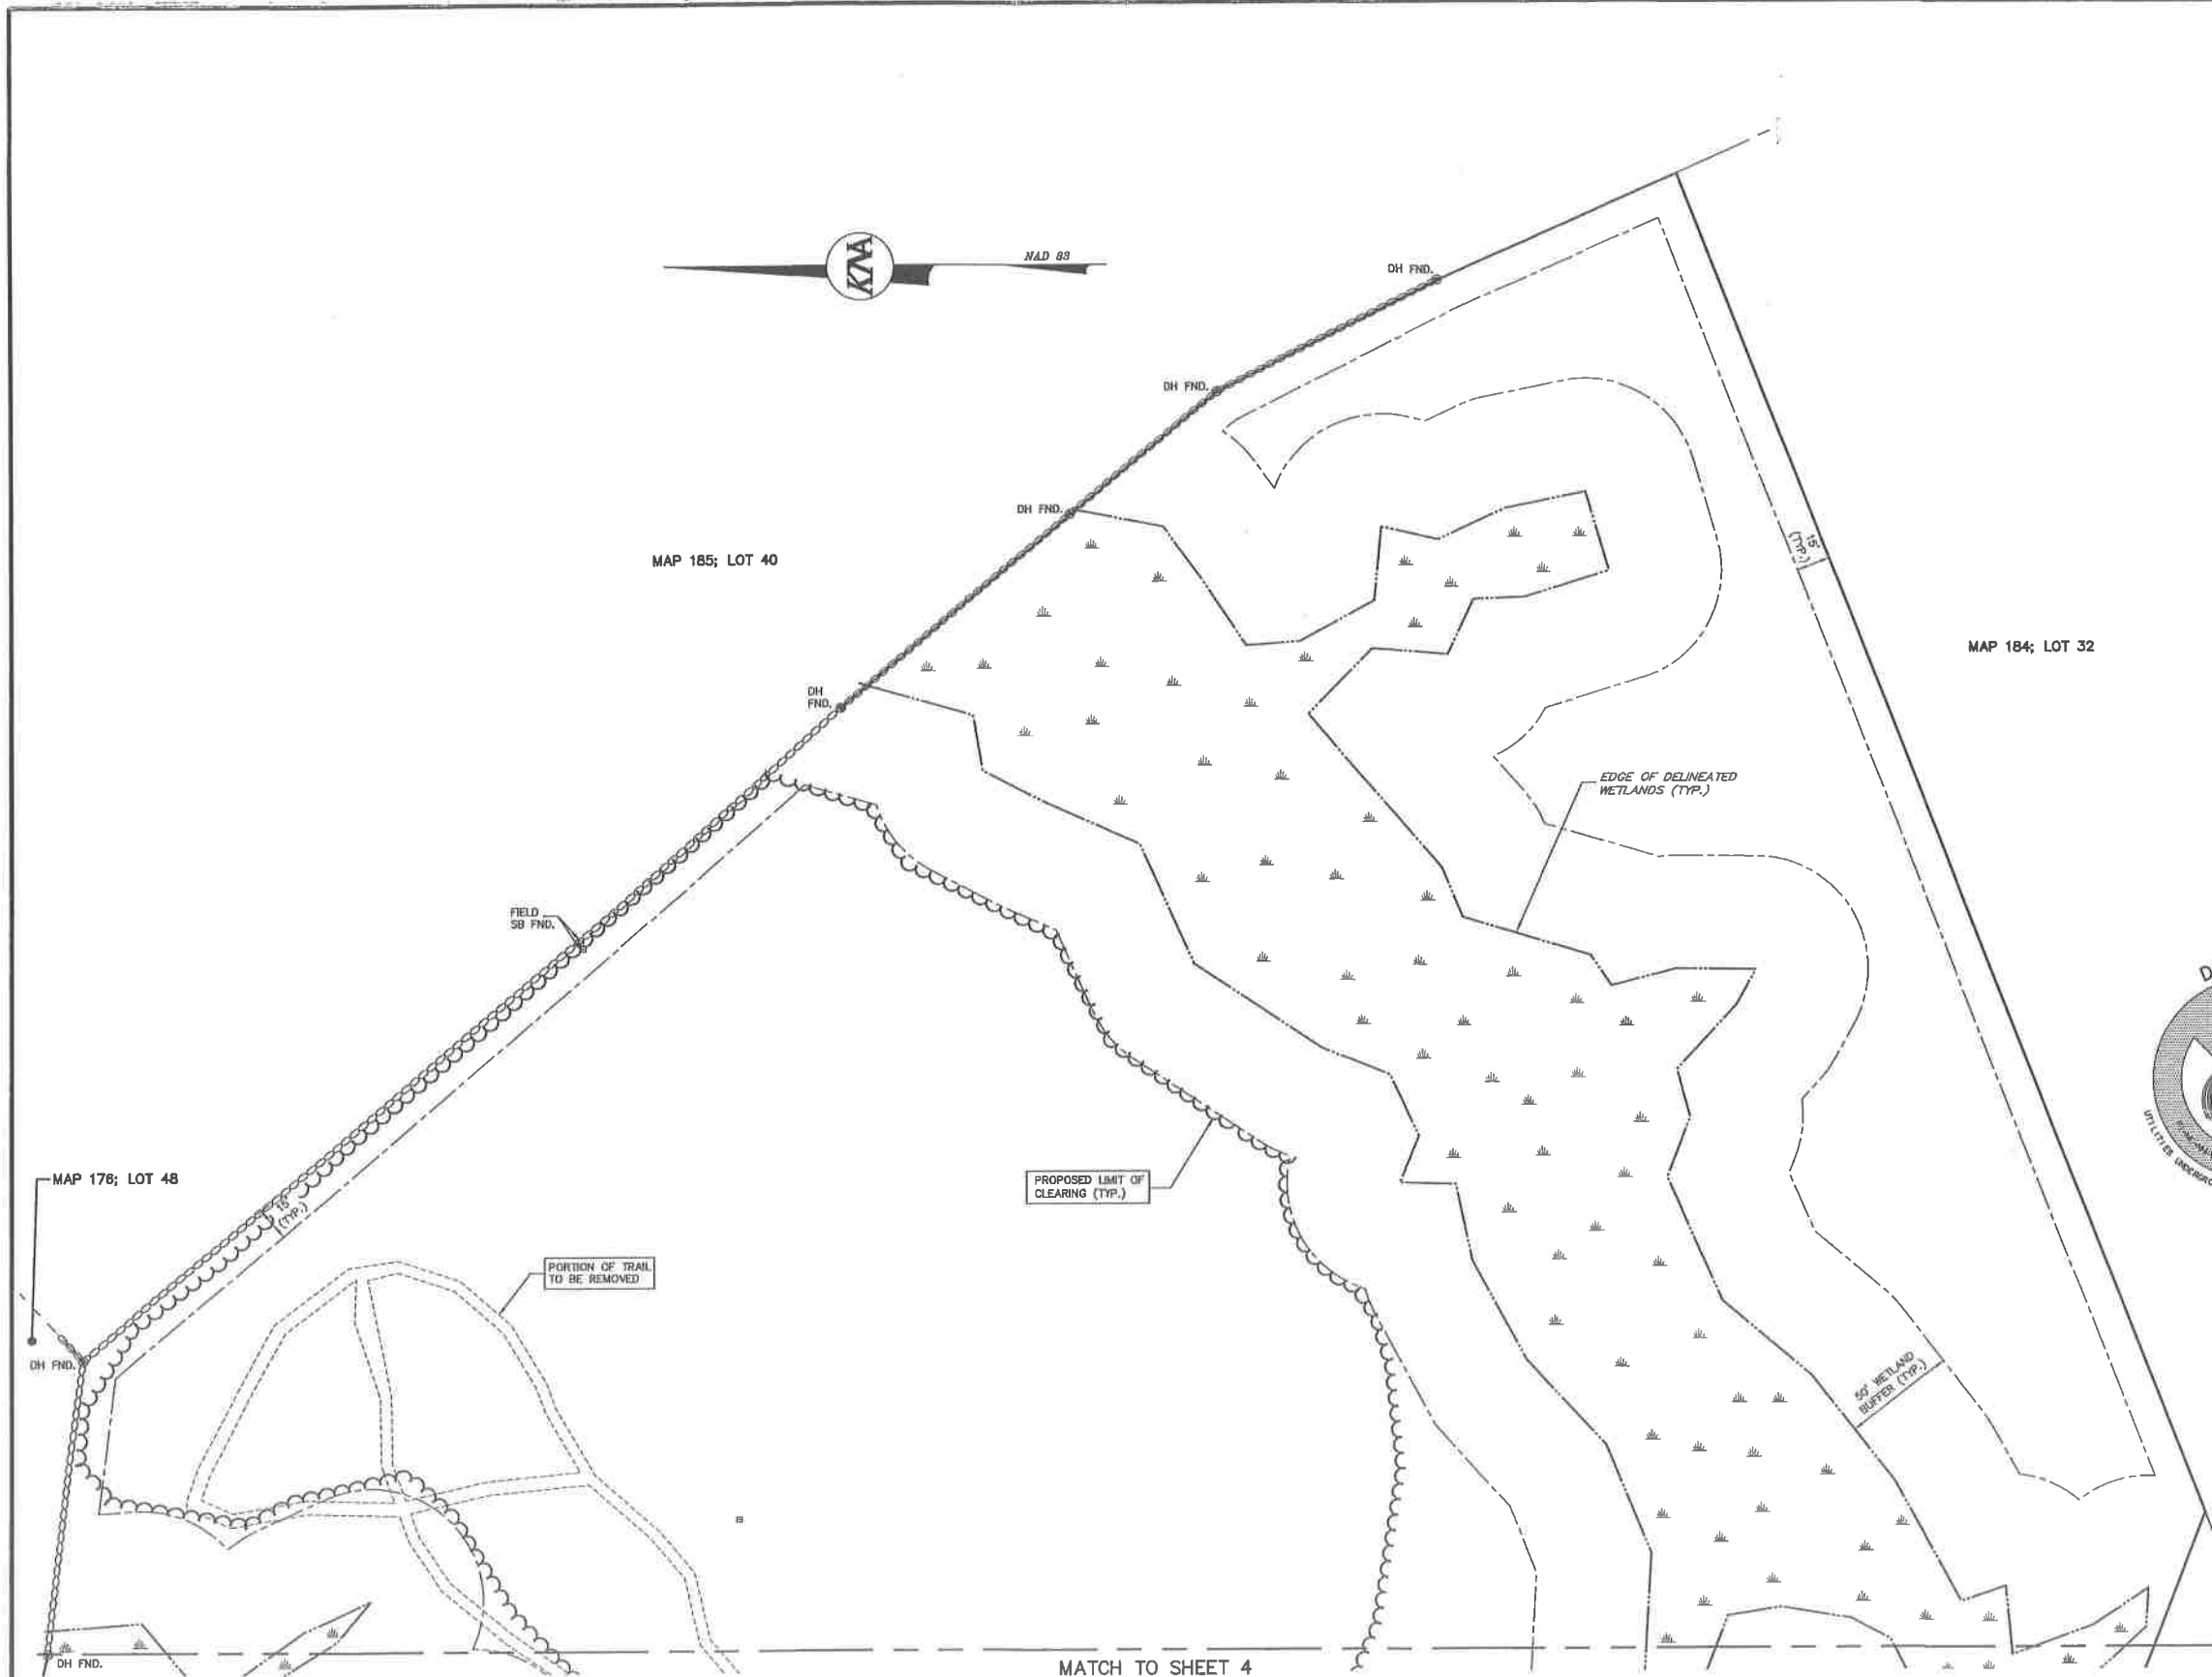 KNA
NAD 83
DH FND.
DH FND.
DH FND.
MAP 185; LOT 40
15'
(TYP.)
MAP 184; LOT 32
DH
FND.
EDGE OF DELINEATED
WETLANDS (TYP.)
FIELD
SB FND.
MAP 176; LOT 48
PROPOSED LIMIT OF
CLEARING (TYP.)
15'
(TYP.)
PORTION OF TRAIL
TO BE REMOVED
DH FND.
50' WETLAND
BUFFER (TYP.)
DH FND.
MATCH TO SHEET 4
UTILITIES